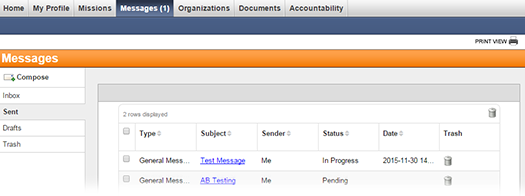 Home My Profile Missions Messages (1) Organizations Documents Accountability
PRINT VIEW
Messages
Compose
Inbox
Sent
Drafts
Trash
2 rows displayed
Type Subject Sender Status Date Trash
General Mess... Test Message Me In Progress 2015-11-30 14...
General Mess... AB Testing Me Pending